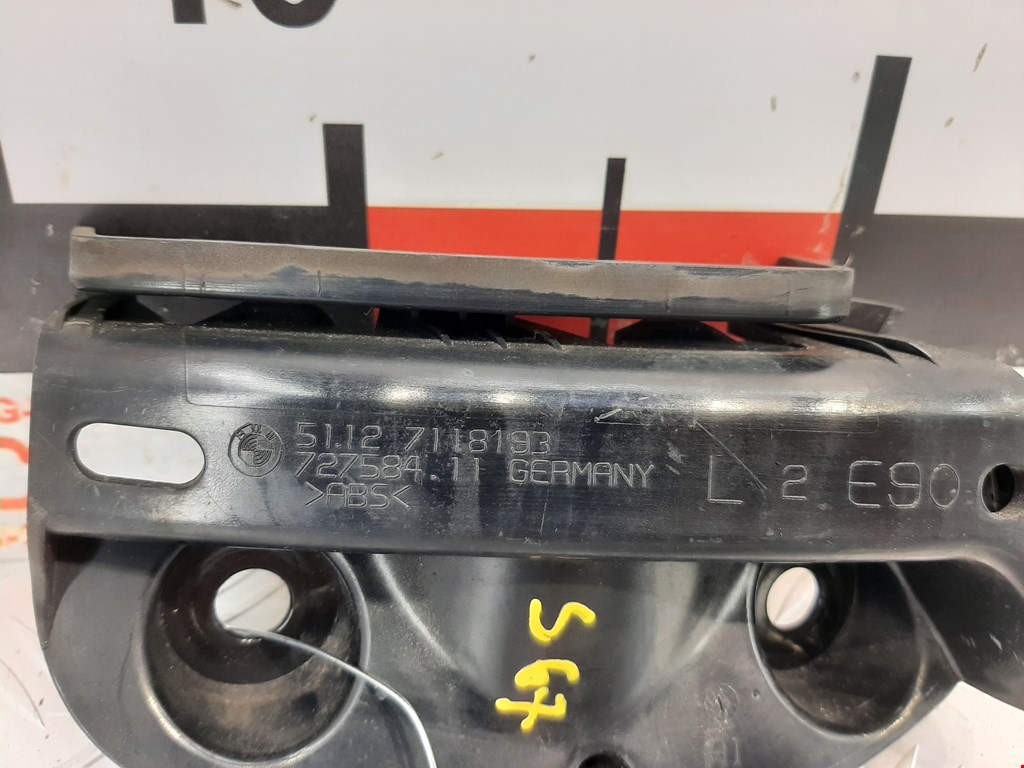 51.12 7118193
727584.11 GERMANY
>ABS<
L 2 E90
S 67